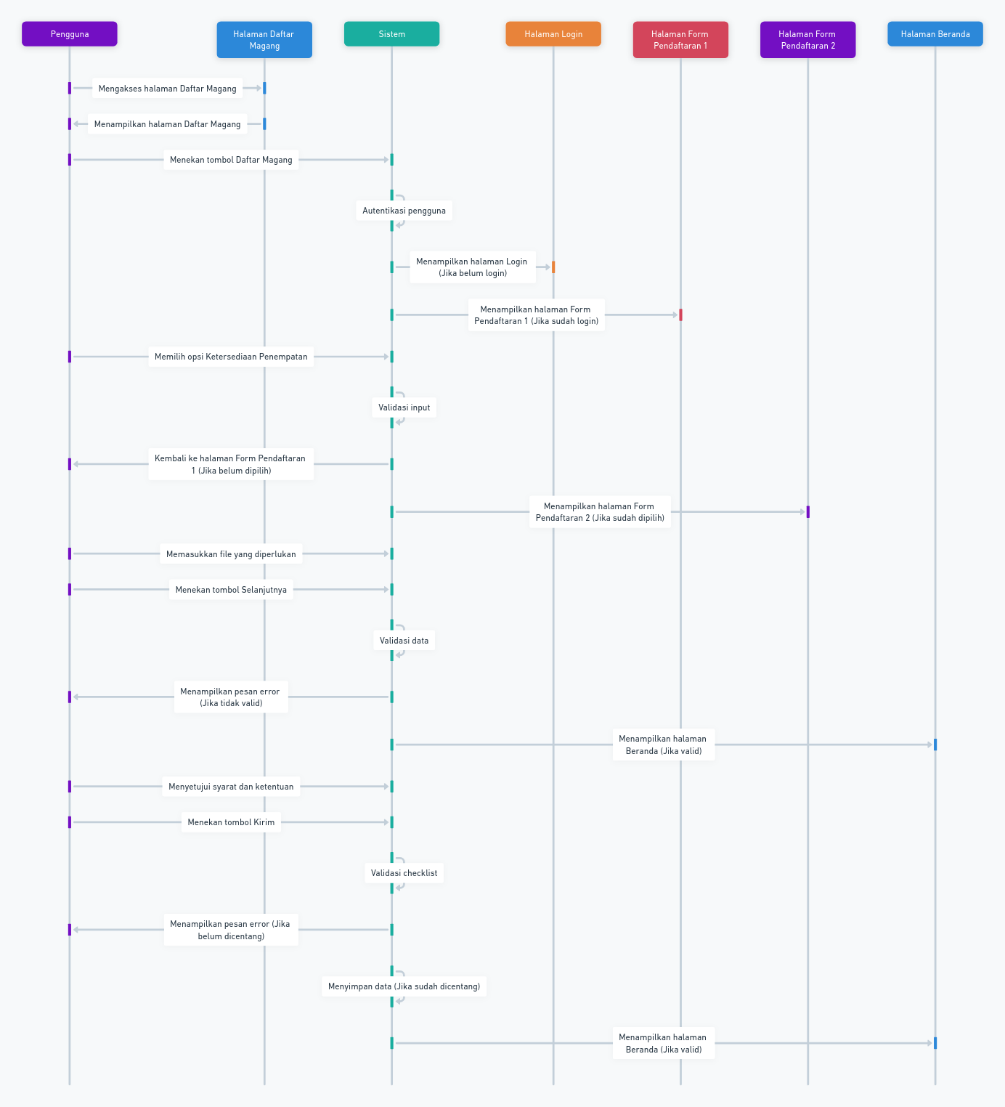 Pengguna
Halaman Daftar
Magang
Sistem
Halaman Login
Halaman Form
Pendaftaran 1
Halaman Form
Pendaftaran 2
Halaman Beranda
Mengakses halaman Daftar Magang
Menampilkan halaman Daftar Magang
Menekan tombol Daftar Magang
Autentikasi pengguna
Menampilkan halaman Login
(Jika belum login)
Menampilkan halaman Form
Pendaftaran 1 (Jika sudah login)
Memilih opsi Ketersediaan Penempatan
Validasi input
Kembali ke halaman Form Pendaftaran
1 (Jika belum dipilih)
Menampilkan halaman Form
Pendaftaran 2 (Jika sudah dipilih)
Memasukkan file yang diperlukan
Menekan tombol Selanjutnya
Validasi data
Menampilkan pesan error
(Jika tidak valid)
Menampilkan halaman
Beranda (Jika valid)
Menyetujui syarat dan ketentuan
Menekan tombol Kirim
Validasi checklist
Menampilkan pesan error (Jika
belum dicentang)
Menyimpan data (Jika sudah dicentang)
Menampilkan halaman
Beranda (Jika valid)